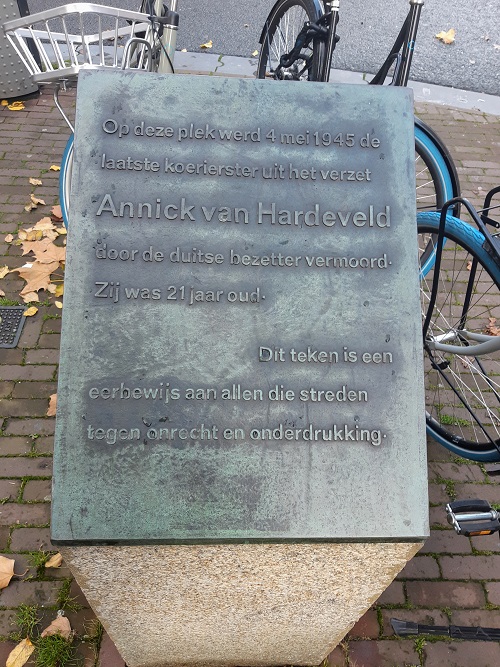 Op deze plek werd 4 mei 1945 de
laatste koerierster uit het verzet
Annick van Hardeveld
door de duitse bezetter vermoord.
Zij was 21 jaar oud.
Dit teken is een
eerbewijs aan allen die streden
tegen onrecht en onderdrukking.